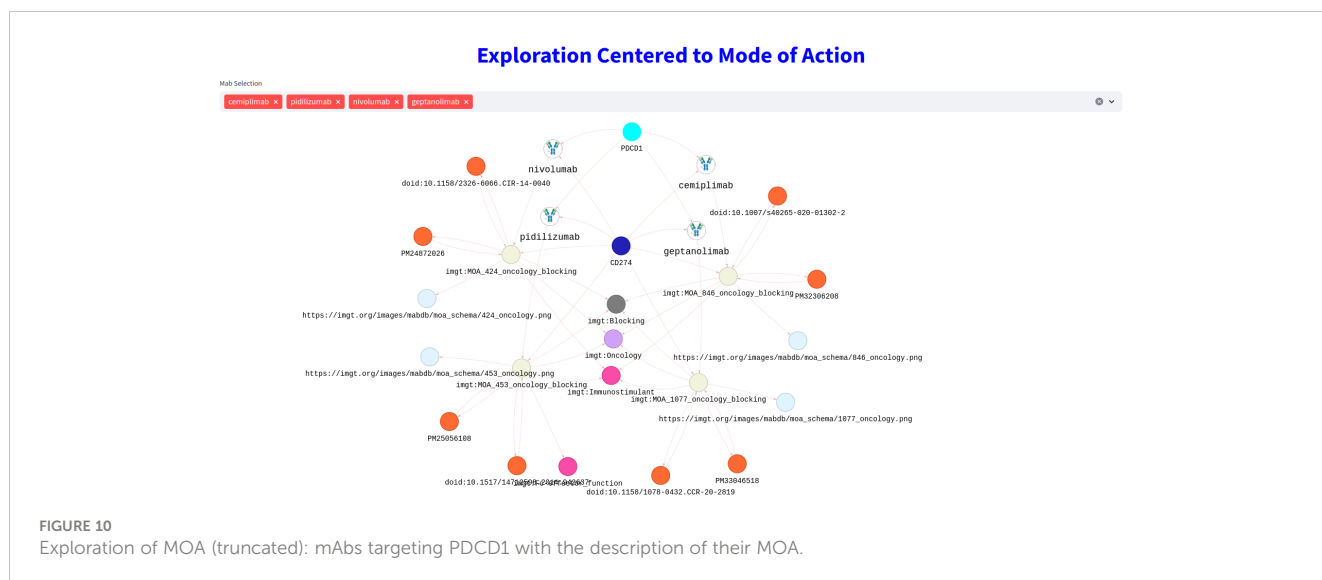 Exploration Centered to Mode of Action
Mab Selection
cemiplimab × pidilizumab × nivolumab × geptanolimab ×
PDCD1
nivolumab
cemiplimab
doid:10.1158/2326-6066.CIR-14-0040
doid:10.1007/s40265-020-01302-2
pidilizumab
geptanolimab
PM24872026
CD274
imgt:MOA_424_oncology_blocking
imgt:MOA_846_oncology_blocking
PM32306208
https://imgt.org/images/mabdb/moa_schema/424_oncology.png
imgt:Blocking
imgt:Oncology
https://imgt.org/images/mabdb/moa_schema/846_oncology.png
https://imgt.org/images/mabdb/moa_schema/453_oncology.png
imgt:MOA_453_oncology_blocking
imgt:Immunostimulant
imgt:MOA_1077_oncology_blocking
https://imgt.org/images/mabdb/moa_schema/1077_oncology.png
PM25056108
PM33046518
doid:10.1158/1078-0432.CCR-20-2819
FIGURE 10
Exploration of MOA (truncated): mAbs targeting PDCD1 with the description of their MOA.